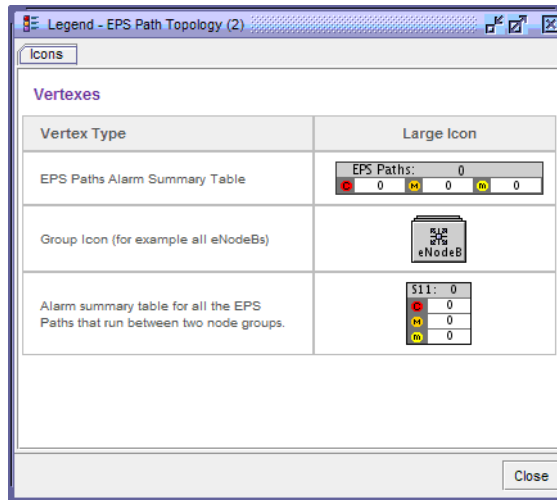 Legend - EPS Path Topology (2)
Icons
Vertexes
Vertex Type Large Icon
EPS Paths Alarm Summary Table
EPS Paths: 0
C 0 M 0 m 0
Group Icon (for example all eNodeBs)
eNodeB
Alarm summary table for all the EPS
Paths that run between two node groups.
S11: 0
C 0
M 0
m 0
Close